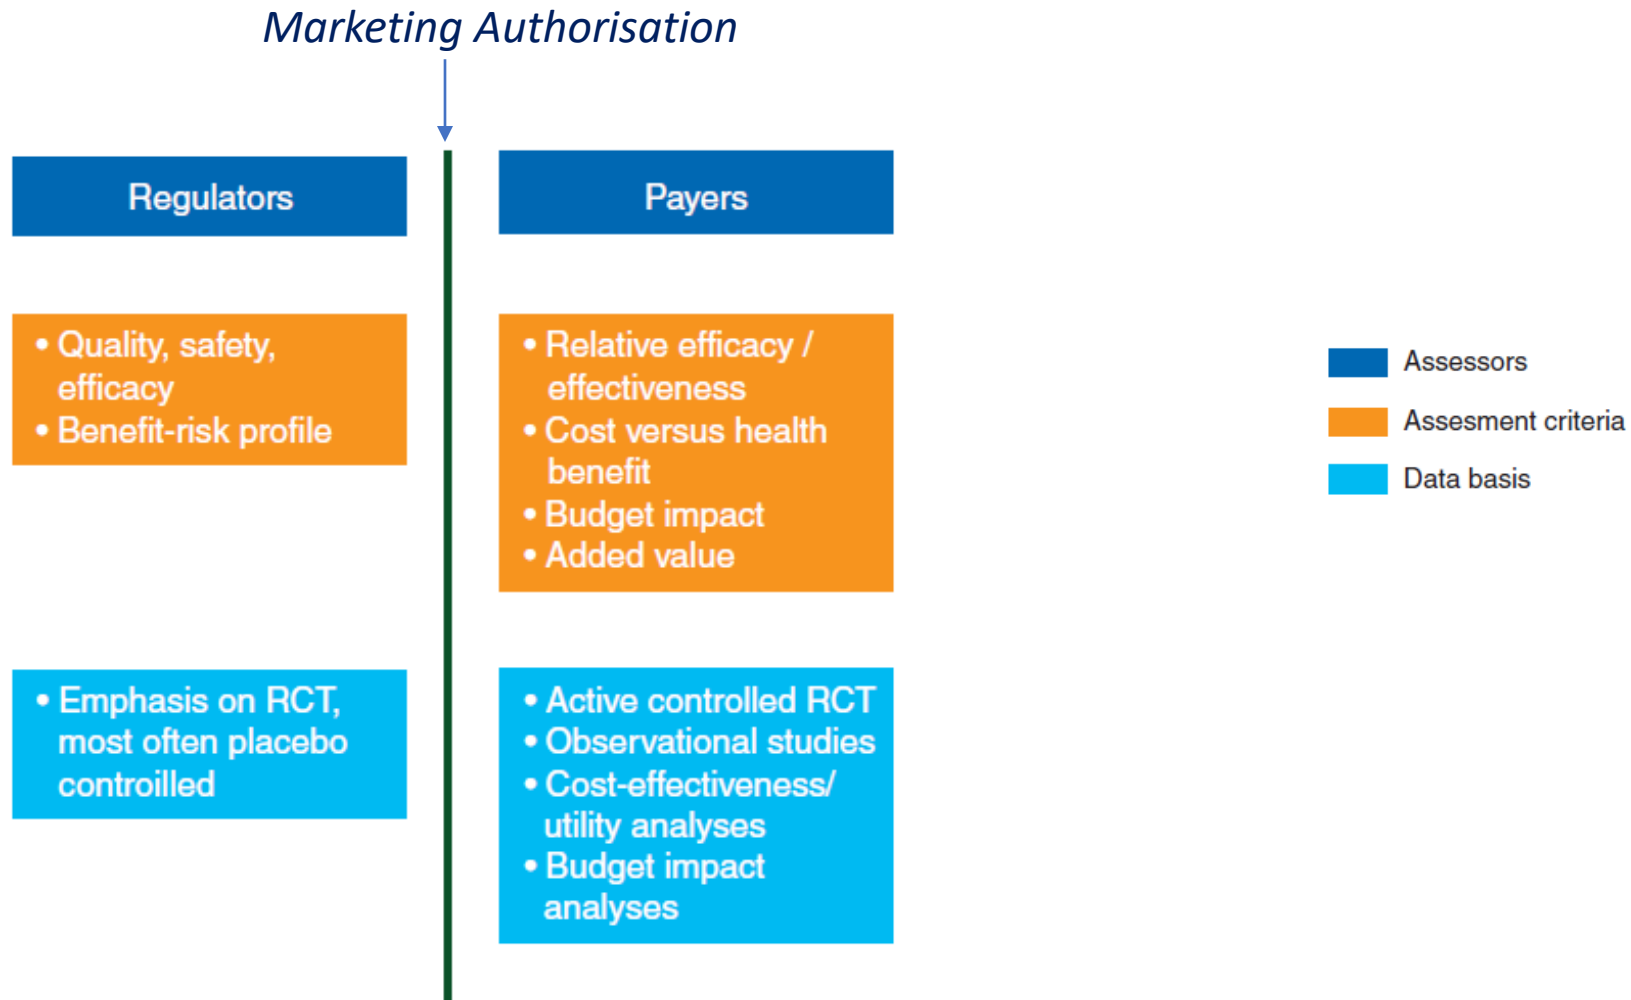 Marketing Authorisation
Regulators
Payers
• Quality, safety,
efficacy
• Benefit-risk profile
• Relative efficacy /
effectiveness
• Cost versus health
benefit
• Budget impact
• Added value
• Emphasis on RCT,
most often placebo
controilled
• Active controlled RCT
• Observational studies
• Cost-effectiveness/
utility analyses
• Budget impact
analyses
Assessors
Assesment criteria
Data basis